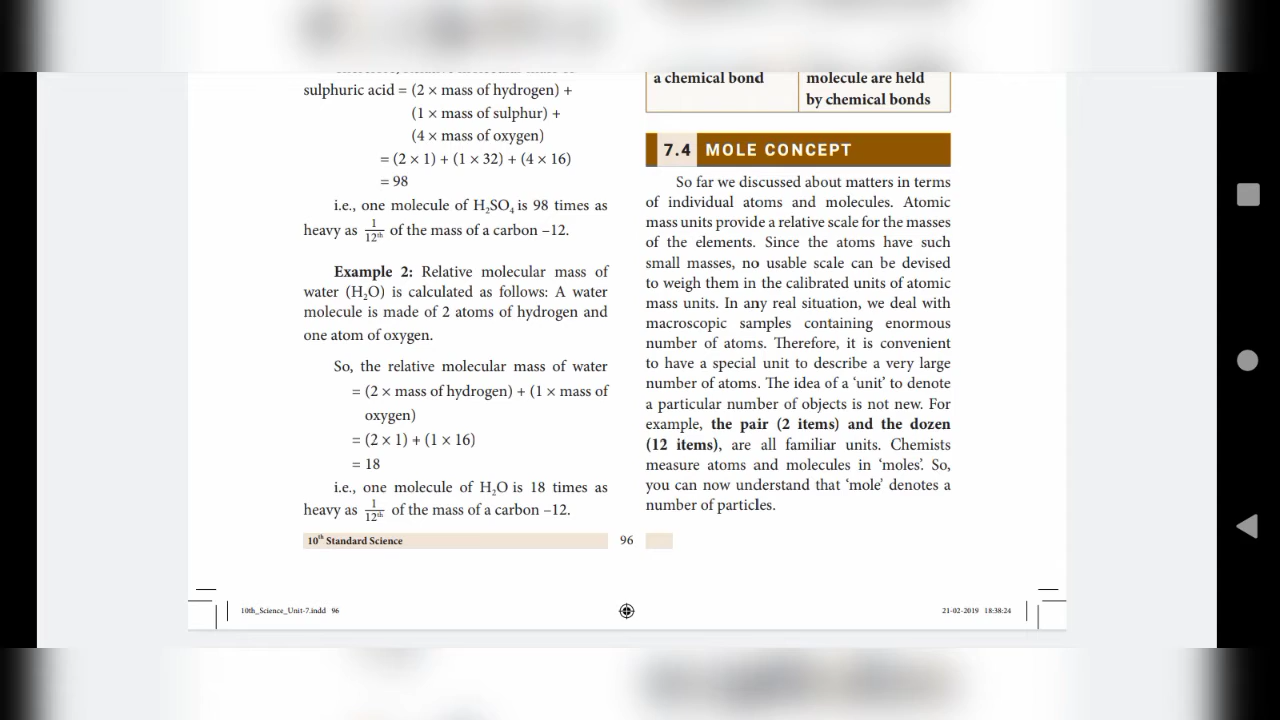 sulphuric acid = (2 × mass of hydrogen) +
(1 × mass of sulphur) +
(4 × mass of oxygen)
= (2 × 1) + (1 × 32) + (4 × 16)
= 98
i.e., one molecule of H₂SO₄ is 98 times as
heavy as 1/12ᵗʰ of the mass of a carbon –12.
Example 2: Relative molecular mass of
water (H₂O) is calculated as follows: A water
molecule is made of 2 atoms of hydrogen and
one atom of oxygen.
So, the relative molecular mass of water
= (2 × mass of hydrogen) + (1 × mass of
oxygen)
= (2 × 1) + (1 × 16)
= 18
i.e., one molecule of H₂O is 18 times as
heavy as 1/12ᵗʰ of the mass of a carbon –12.
a chemical bond
molecule are held
by chemical bonds
7.4 MOLE CONCEPT
So far we discussed about matters in terms
of individual atoms and molecules. Atomic
mass units provide a relative scale for the masses
of the elements. Since the atoms have such
small masses, no usable scale can be devised
to weigh them in the calibrated units of atomic
mass units. In any real situation, we deal with
macroscopic samples containing enormous
number of atoms. Therefore, it is convenient
to have a special unit to describe a very large
number of atoms. The idea of a ‘unit’ to denote
a particular number of objects is not new. For
example, the pair (2 items) and the dozen
(12 items), are all familiar units. Chemists
measure atoms and molecules in ‘moles’. So,
you can now understand that ‘mole’ denotes a
number of particles.
10ᵗʰ Standard Science
96
10th_Science_Unit-7.indd 96
21-02-2019 18:38:24